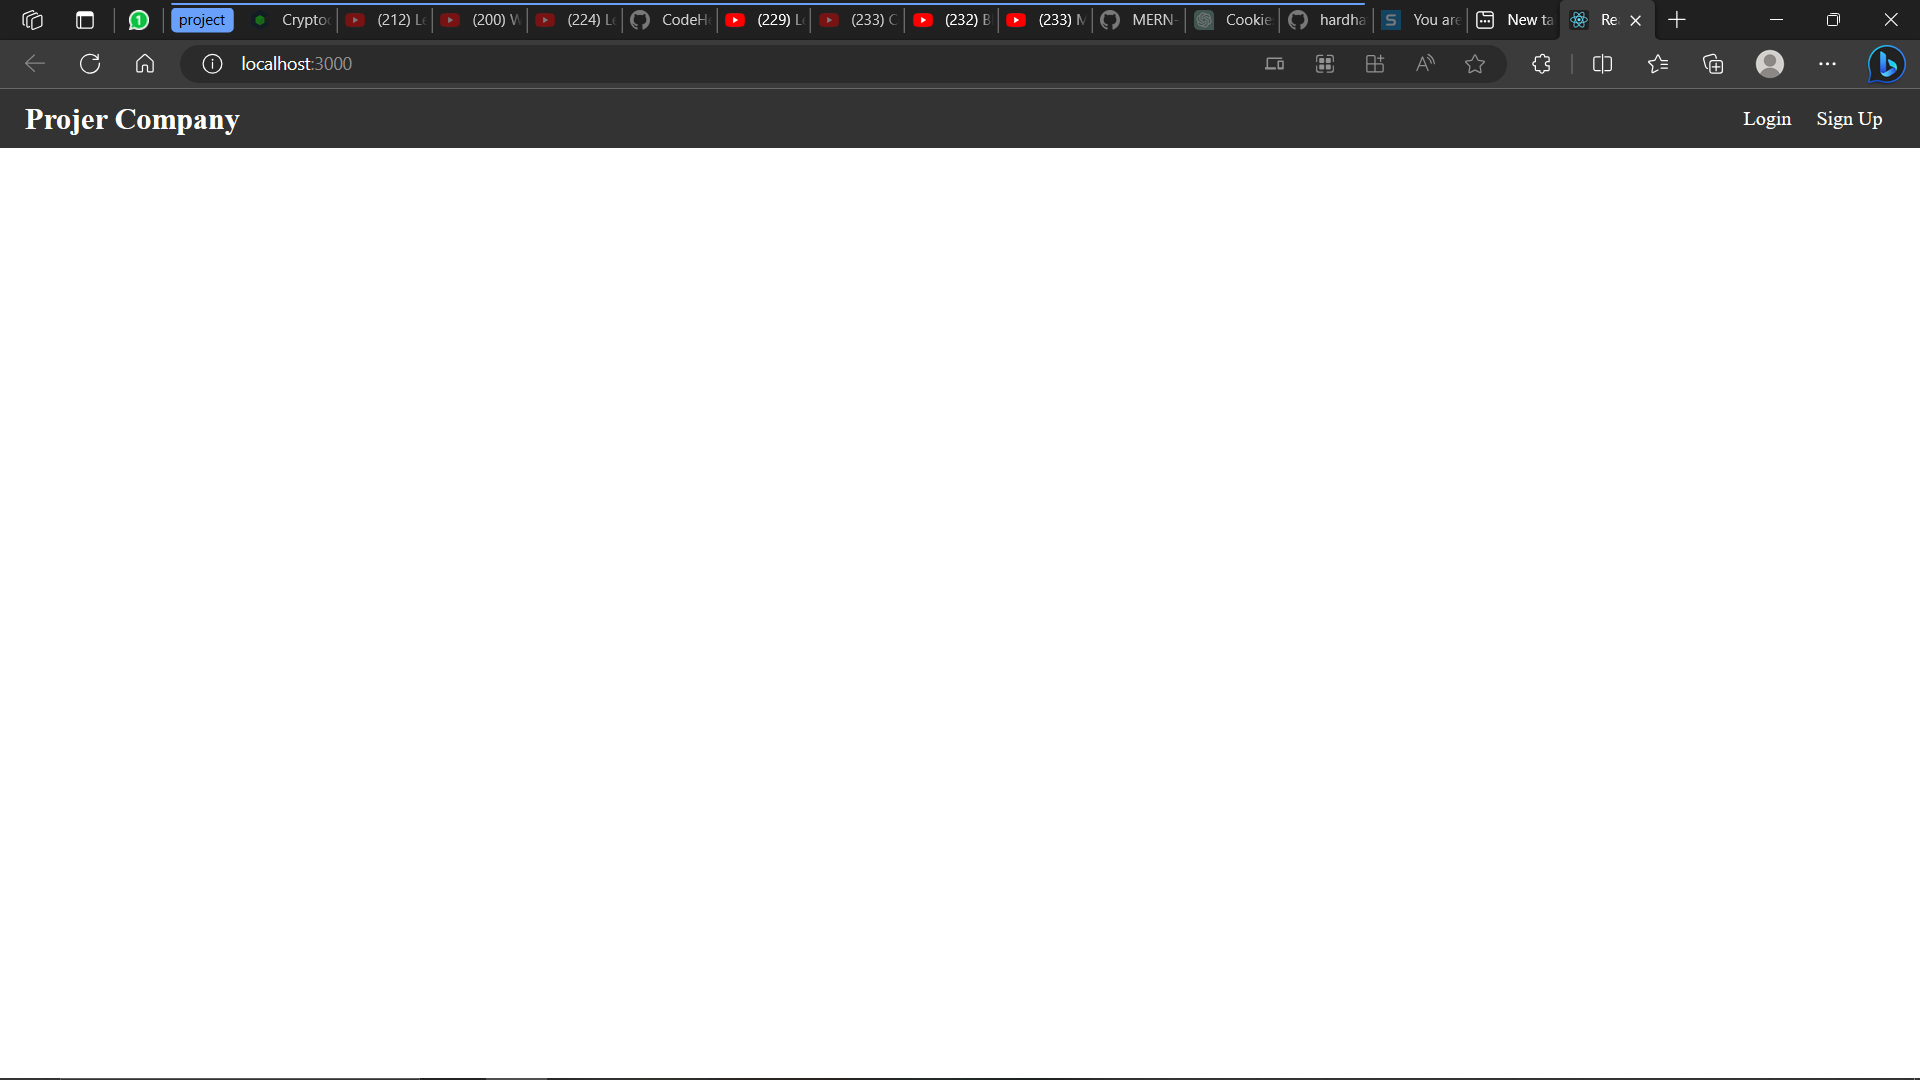 project Crypto (212) L (200) W (224) Le CodeH (229) L (233) C (232) B (233) M MERN- Cookie hardha You are New ta Re
localhost:3000
Projer Company Login Sign Up